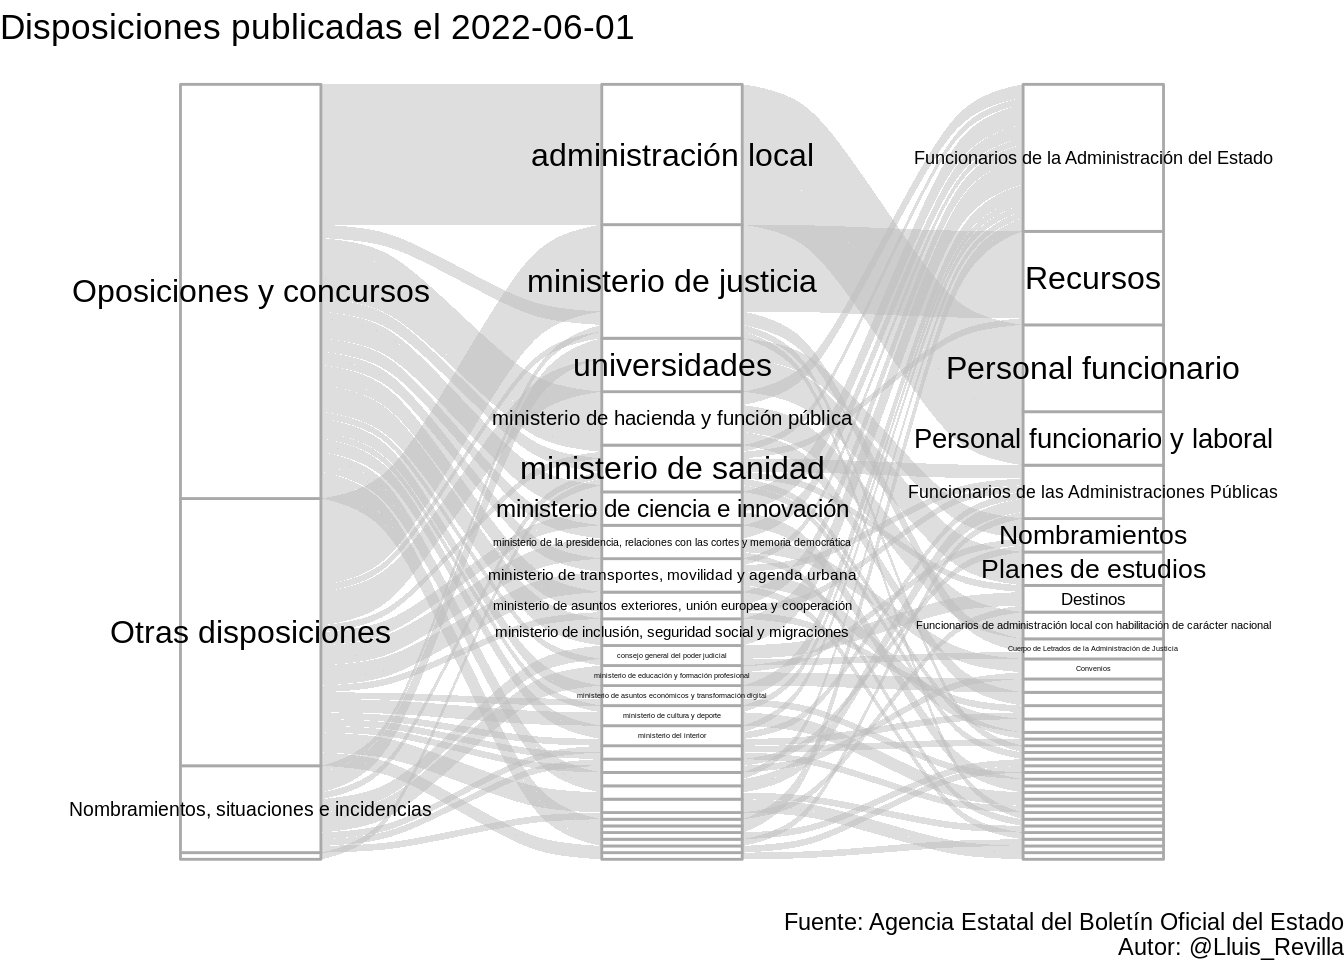 Disposiciones publicadas el 2022-06-01
Oposiciones y concursos
Otras disposiciones
Nombramientos, situaciones e incidencias
administración local
ministerio de justicia
universidades
ministerio de hacienda y función pública
ministerio de sanidad
ministerio de ciencia e innovación
ministerio de la presidencia, relaciones con las cortes y memoria democrática
ministerio de transportes, movilidad y agenda urbana
ministerio de asuntos exteriores, unión europea y cooperación
ministerio de inclusión, seguridad social y migraciones
consejo general del poder judicial
ministerio de educación y formación profesional
ministerio de asuntos económicos y transformación digital
ministerio de cultura y deporte
ministerio del interior
Funcionarios de la Administración del Estado
Recursos
Personal funcionario
Personal funcionario y laboral
Funcionarios de las Administraciones Públicas
Nombramientos
Planes de estudios
Destinos
Funcionarios de administración local con habilitación de carácter nacional
Cuerpo de Letrados de la Administración de Justicia
Convenios
Fuente: Agencia Estatal del Boletín Oficial del Estado
Autor: @Lluis_Revilla